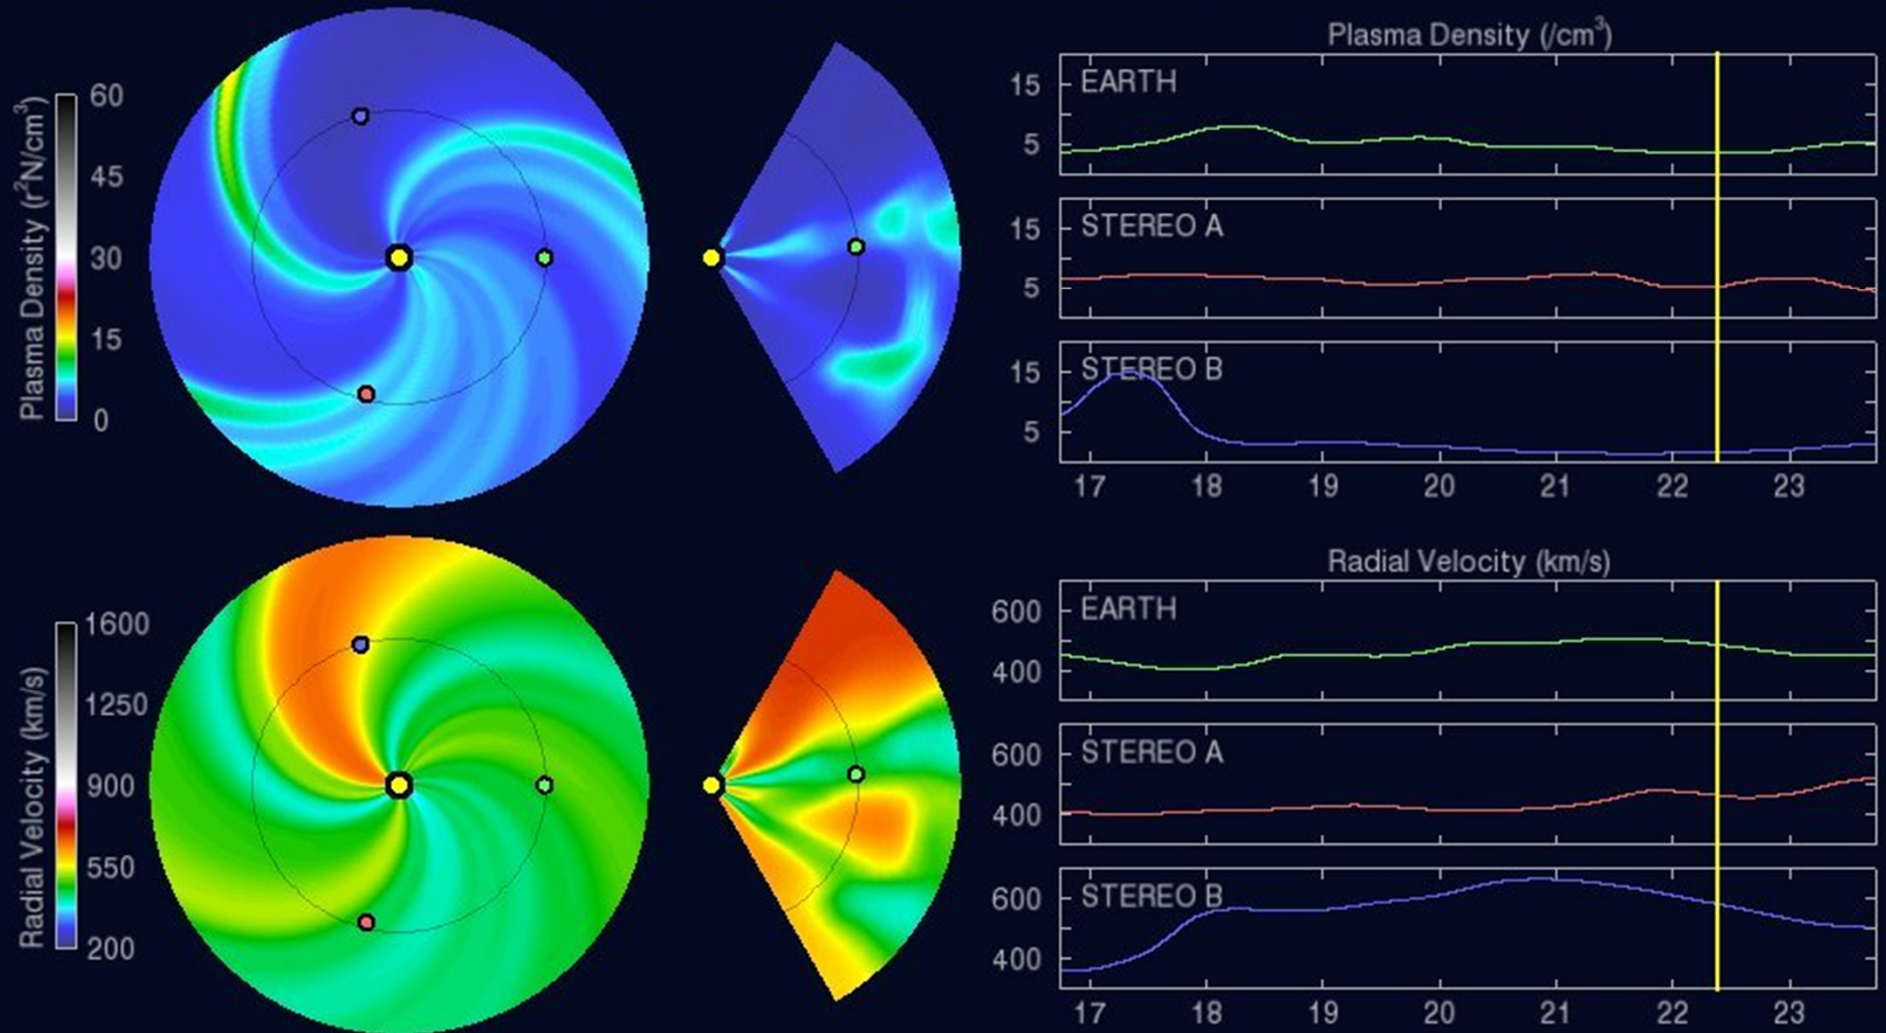 Plasma Density (r²N/cm³)
60
45
30
15
0
Plasma Density (/cm³)
15
5
EARTH
15
5
STEREO A
15
5
STEREO B
17 18 19 20 21 22 23
Radial Velocity (km/s)
1600
1250
900
550
200
Radial Velocity (km/s)
600
400
EARTH
600
400
STEREO A
600
400
STEREO B
17 18 19 20 21 22 23